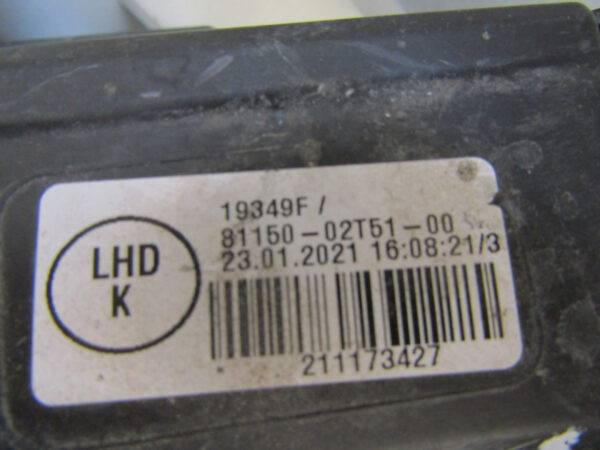 19349F /
81150-02T51-00
23.01.2021 16:08:21/3
LHD
K
211173427